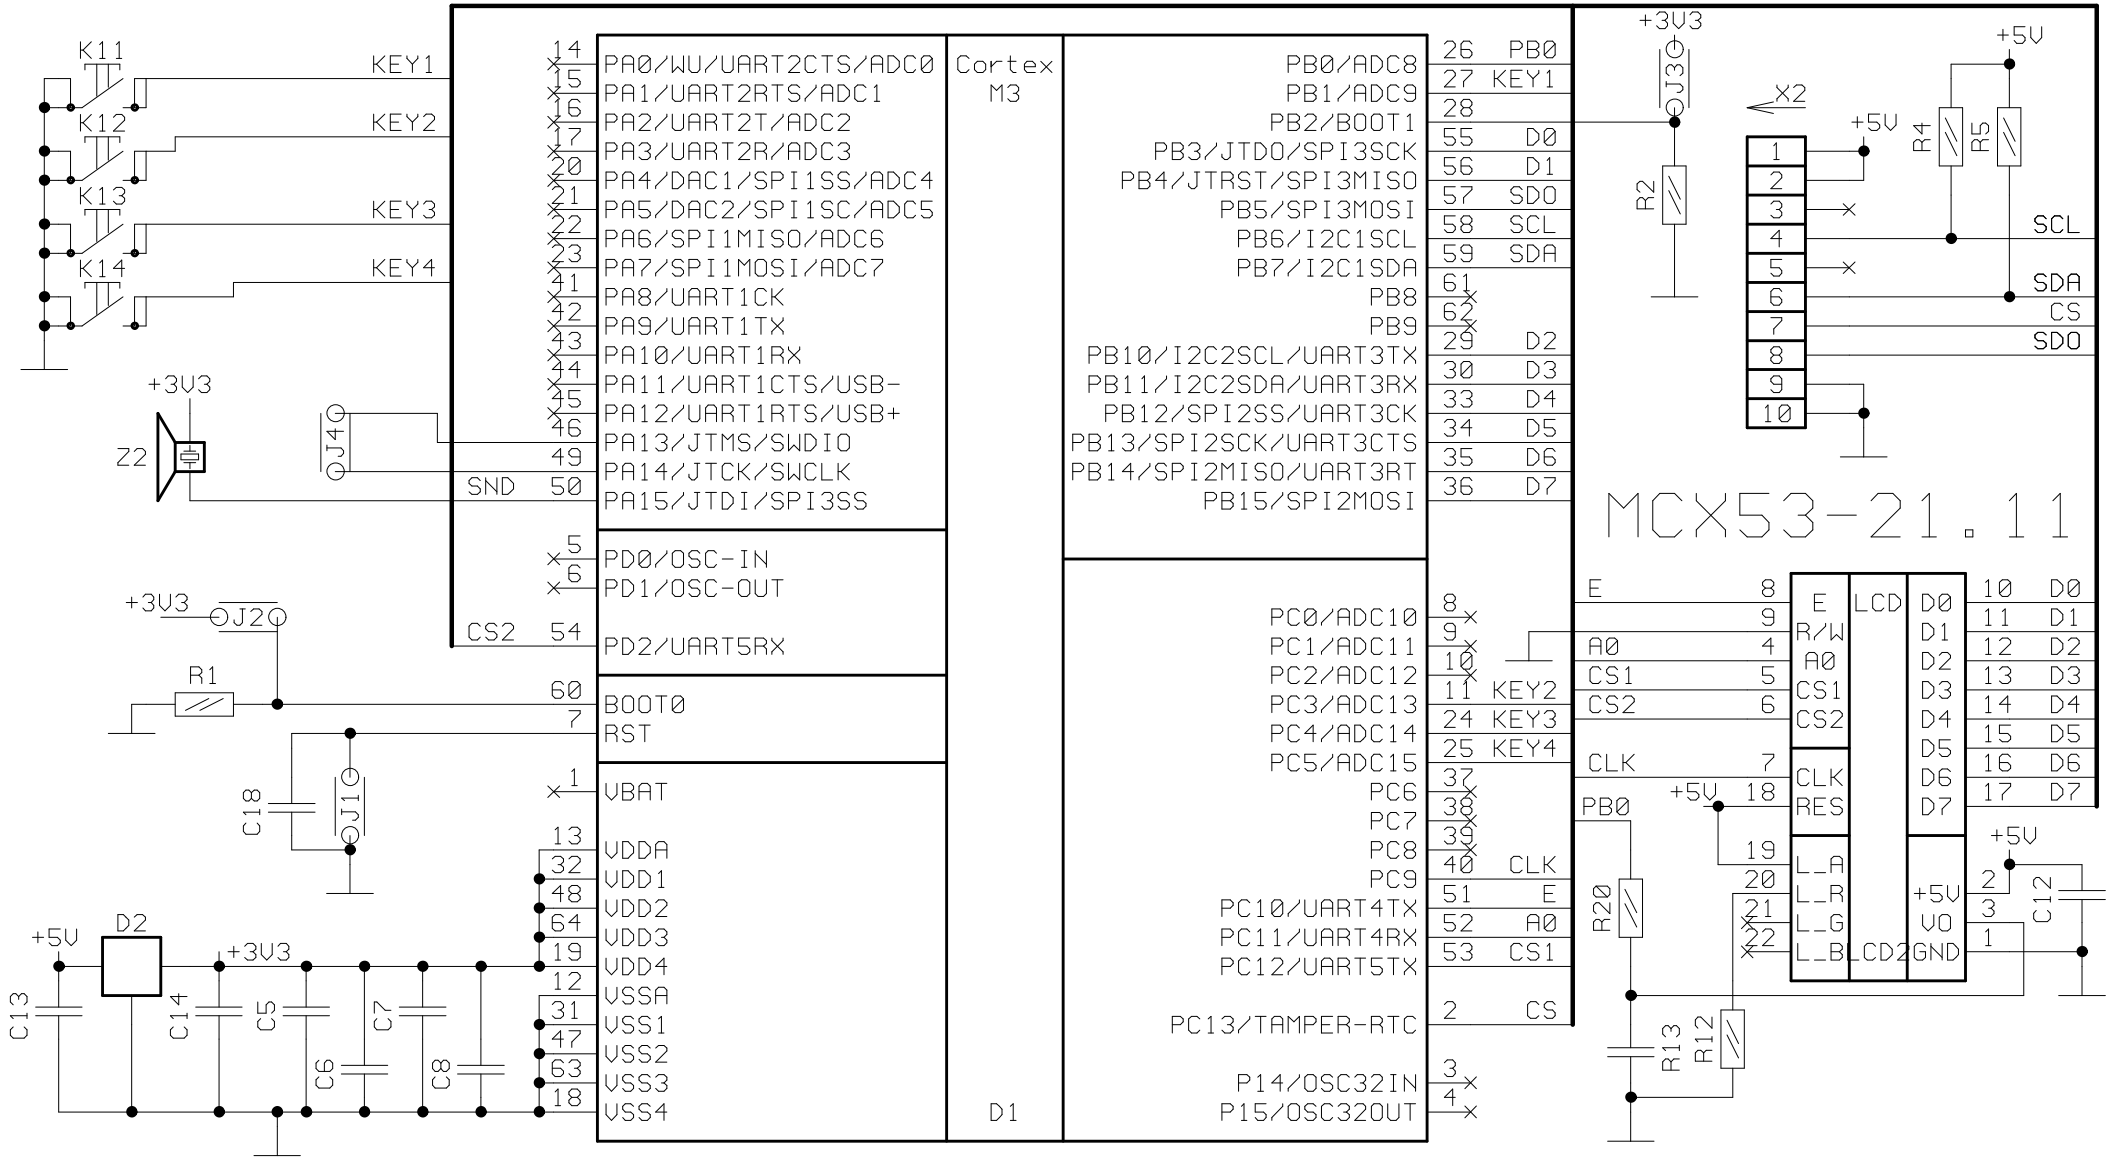 K11
KEY1
K12
KEY2
K13
KEY3
K14
KEY4
+3V3
Z2
J4
SND
+3V3
J2
CS2
R1
C18
J1
+5V
D2
+3V3
C13
C14
C5
C6
C7
C8
14 PA0/WU/UART2CTS/ADC0
15 PA1/UART2RTS/ADC1
16 PA2/UART2T/ADC2
17 PA3/UART2R/ADC3
20 PA4/DAC1/SPI1SS/ADC4
21 PA5/DAC2/SPI1SC/ADC5
22 PA6/SPI1MISO/ADC6
23 PA7/SPI1MOSI/ADC7
41 PA8/UART1CK
42 PA9/UART1TX
43 PA10/UART1RX
44 PA11/UART1CTS/USB-
45 PA12/UART1RTS/USB+
46 PA13/JTMS/SWDIO
49 PA14/JTCK/SWCLK
50 PA15/JTDI/SPI3SS
5 PD0/OSC-IN
6 PD1/OSC-OUT
54 PD2/UART5RX
60 BOOT0
7 RST
1 VBAT
13 VDDA
32 VDD1
48 VDD2
64 VDD3
19 VDD4
12 VSSA
31 VSS1
47 VSS2
63 VSS3
18 VSS4
Cortex
M3
D1
PB0/ADC8 26 PB0
PB1/ADC9 27 KEY1
PB2/BOOT1 28
PB3/JTDO/SPI3SCK 55 D0
PB4/JTRST/SPI3MISO 56 D1
PB5/SPI3MOSI 57 SDO
PB6/I2C1SCL 58 SCL
PB7/I2C1SDA 59 SDA
PB8 61
PB9 62
PB10/I2C2SCL/UART3TX 29 D2
PB11/I2C2SDA/UART3RX 30 D3
PB12/SPI2SS/UART3CK 33 D4
PB13/SPI2SCK/UART3CTS 34 D5
PB14/SPI2MISO/UART3RT 35 D6
PB15/SPI2MOSI 36 D7
PC0/ADC10 8
PC1/ADC11 9
PC2/ADC12 10
PC3/ADC13 11 KEY2
PC4/ADC14 24 KEY3
PC5/ADC15 25 KEY4
PC6 37
PC7 38
PC8 39
PC9 40 CLK
PC10/UART4TX 51 E
PC11/UART4RX 52 A0
PC12/UART5TX 53 CS1
PC13/TAMPER-RTC 2 CS
P14/OSC32IN 3
P15/OSC32OUT 4
+3V3
J3
R2
+5V
X2
R4
R5
+5V
1
2
3
4 SCL
5
6 SDA
7 CS
8 SDO
9
10
MCX53-21.11
E 8 E
9 R/W
A0 4 A0
CS1 5 CS1
CS2 6 CS2
CLK 7 CLK
+5V 18 RES
19 L_A
20 L_R
21 L_G
22 L_B
LCD
LCD2
D0 10 D0
D1 11 D1
D2 12 D2
D3 13 D3
D4 14 D4
D5 15 D5
D6 16 D6
D7 17 D7
+5V
+5V 2
VO 3
GND 1
C12
PB0
R20
R13
R12